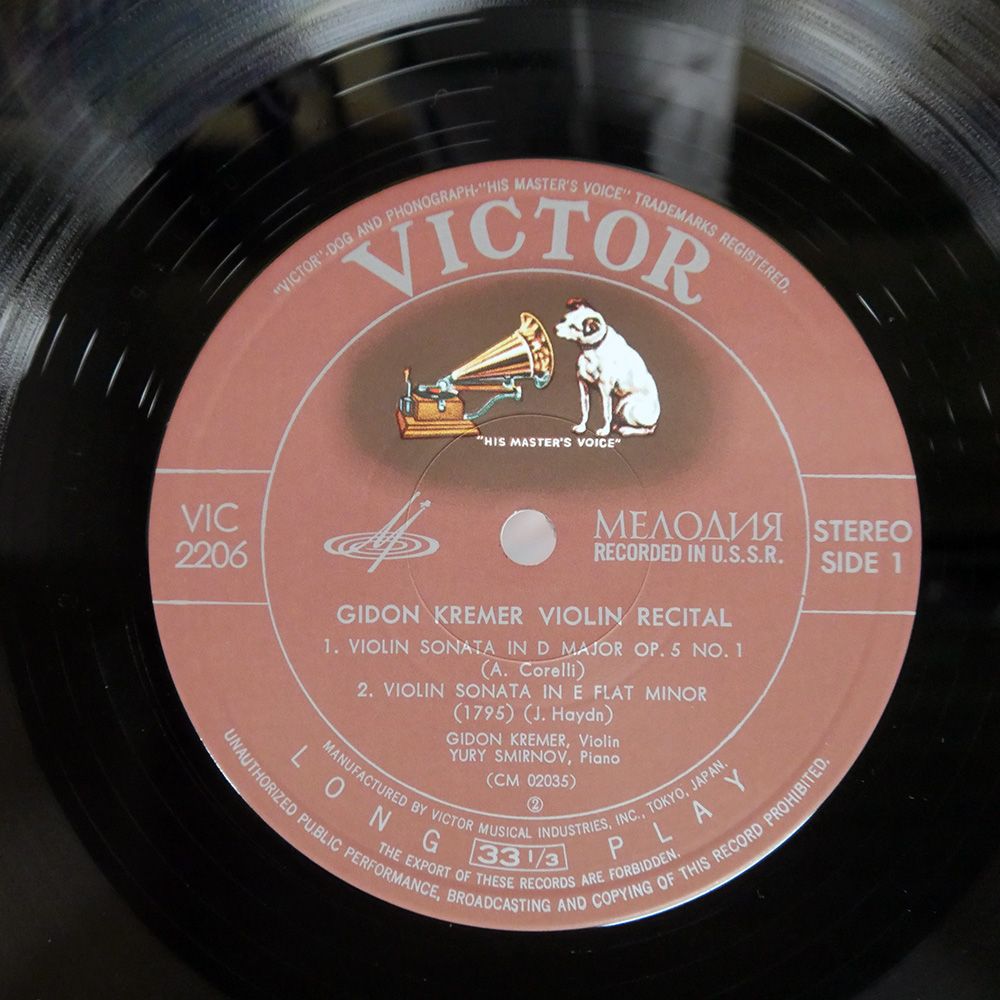 "VICTOR"-DOG AND PHONOGRAPH-"HIS MASTER'S VOICE" TRADEMARKS REGISTERED.
VICTOR
"HIS MASTER'S VOICE"
VIC
2206
МЕЛОДИЯ
RECORDED IN U.S.S.R.
STEREO
SIDE 1
GIDON KREMER VIOLIN RECITAL
1. VIOLIN SONATA IN D MAJOR OP. 5 NO. 1
(A. Corelli)
2. VIOLIN SONATA IN E FLAT MINOR
(1795) (J. Haydn)
GIDON KREMER, Violin
YURY SMIRNOV, Piano
(CM 02035)
②
MANUFACTURED BY VICTOR MUSICAL INDUSTRIES, INC., TOKYO, JAPAN.
LONG PLAY
33 1/3
THE EXPORT OF THESE RECORDS ARE FORBIDDEN.
UNAUTHORIZED PUBLIC PERFORMANCE, BROADCASTING AND COPYING OF THIS RECORD PROHIBITED.